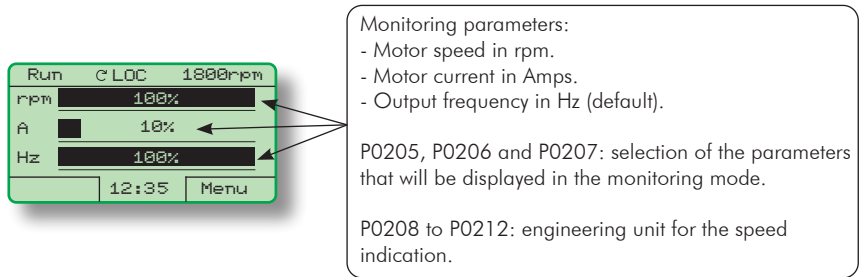 Run ↻LOC 1800rpm
rpm 100%
A 10%
Hz 100%
12:35 Menu
Monitoring parameters:
- Motor speed in rpm.
- Motor current in Amps.
- Output frequency in Hz (default).
P0205, P0206 and P0207: selection of the parameters
that will be displayed in the monitoring mode.
P0208 to P0212: engineering unit for the speed
indication.